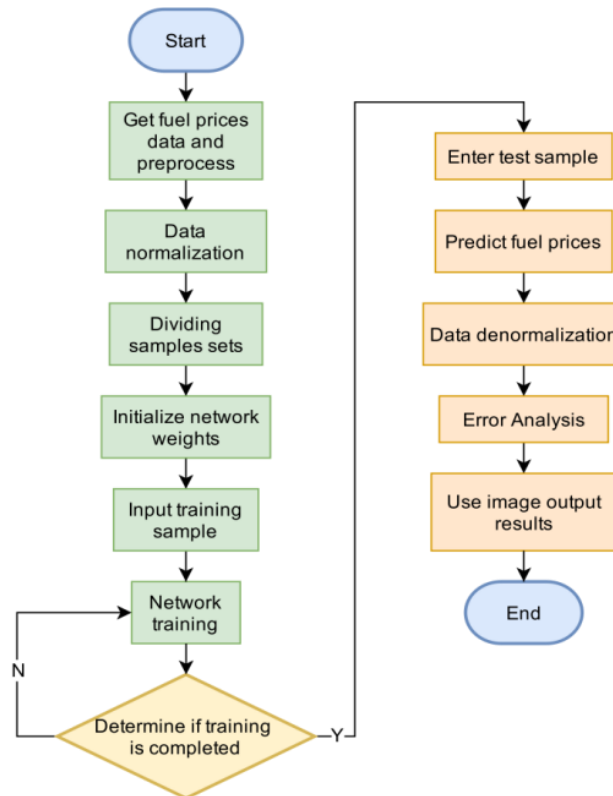 Start
Get fuel prices
data and
preprocess
Data
normalization
Dividing
samples sets
Initialize network
weights
Input training
sample
Network
training
N
Determine if training
is completed
Y
Enter test sample
Predict fuel prices
Data denormalization
Error Analysis
Use image output
results
End